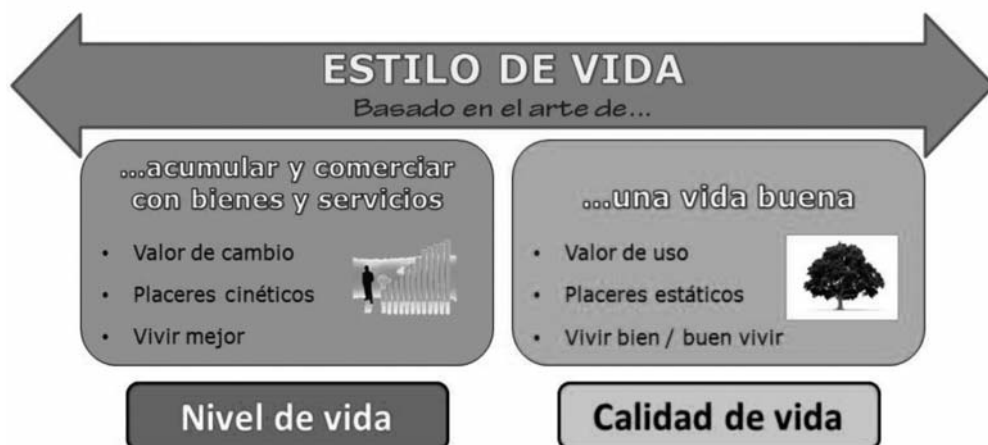 ESTILO DE VIDA
Basado en el arte de...
...acumular y comerciar
con bienes y servicios
• Valor de cambio
• Placeres cinéticos
• Vivir mejor
Nivel de vida
...una vida buena
• Valor de uso
• Placeres estáticos
• Vivir bien / buen vivir
Calidad de vida